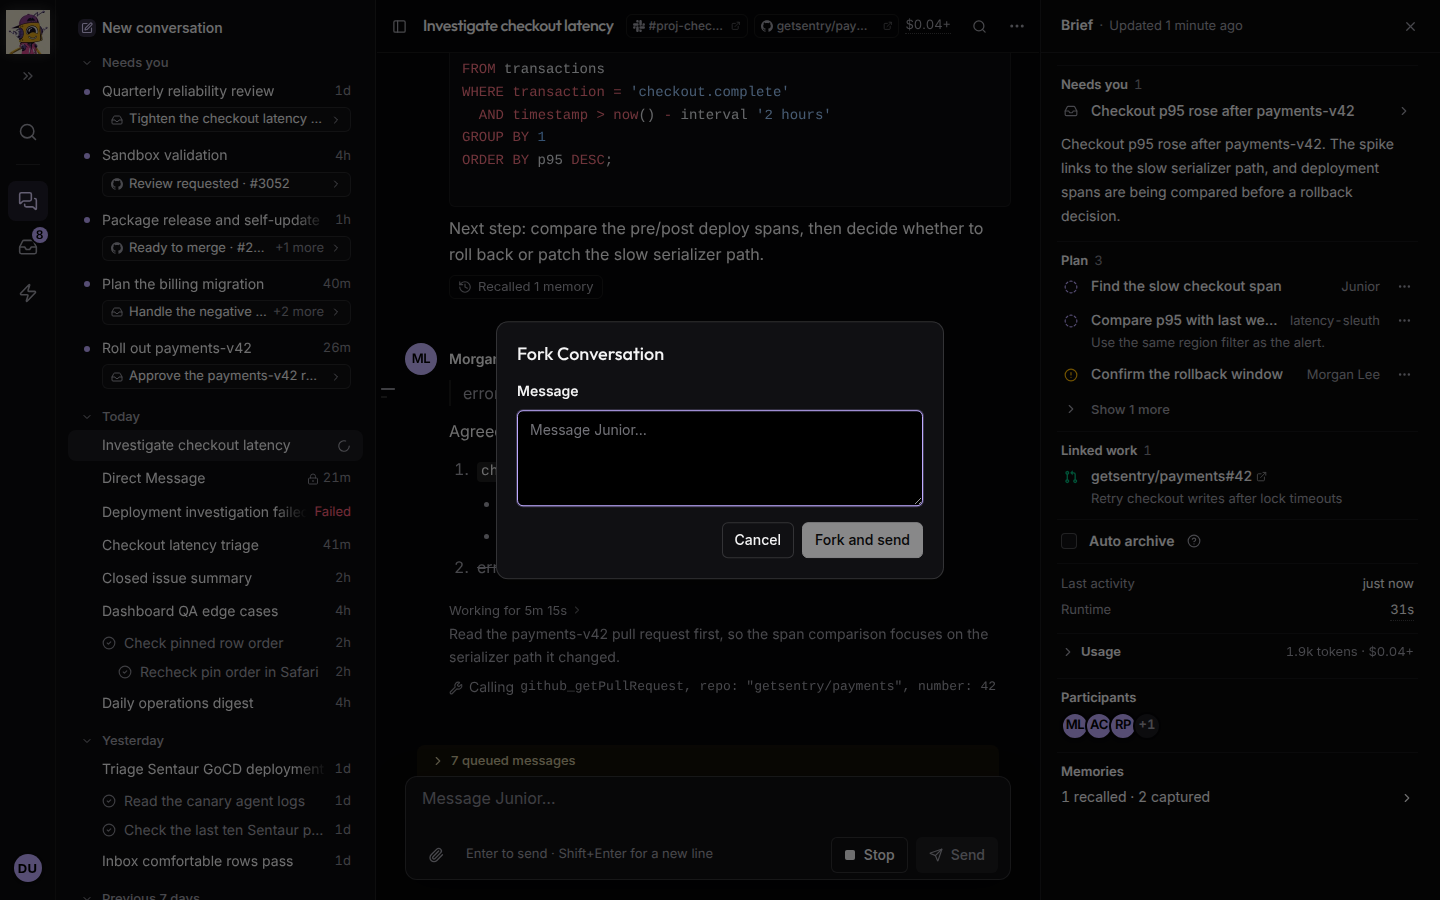 New conversation
Needs you
Quarterly reliability review 1d
Tighten the checkout latency ...
Sandbox validation 4h
Review requested · #3052
Package release and self-update 1h
Ready to merge · #2... +1 more
Plan the billing migration 40m
Handle the negative ... +2 more
Roll out payments-v42 26m
Approve the payments-v42 r...
Today
Investigate checkout latency
Direct Message 21m
Deployment investigation failed Failed
Checkout latency triage 41m
Closed issue summary 2h
Dashboard QA edge cases 4h
Check pinned row order 2h
Recheck pin order in Safari 2h
Daily operations digest 4h
Yesterday
Triage Sentaur GoCD deployment 1d
Read the canary agent logs 1d
Check the last ten Sentaur p... 1d
Inbox comfortable rows pass 1d
Previous 7 days
8
DU
Investigate checkout latency #proj-chec... getsentry/pay... $0.04+
FROM transactions
WHERE transaction = 'checkout.complete'
AND timestamp > now() - interval '2 hours'
GROUP BY 1
ORDER BY p95 DESC;
Next step: compare the pre/post deploy spans, then decide whether to
roll back or patch the slow serializer path.
Recalled 1 memory
ML Morgan
Fork Conversation
Message
Message Junior...
Cancel Fork and send
1.
2.
Working for 5m 15s
Read the payments-v42 pull request first, so the span comparison focuses on the
serializer path it changed.
Calling github_getPullRequest, repo: "getsentry/payments", number: 42
7 queued messages
Message Junior...
Enter to send · Shift+Enter for a new line
Stop Send
Brief · Updated 1 minute ago
Needs you 1
Checkout p95 rose after payments-v42
Checkout p95 rose after payments-v42. The spike
links to the slow serializer path, and deployment
spans are being compared before a rollback
decision.
Plan 3
Find the slow checkout span Junior
Compare p95 with last we... latency-sleuth
Use the same region filter as the alert.
Confirm the rollback window Morgan Lee
Show 1 more
Linked work 1
getsentry/payments#42
Retry checkout writes after lock timeouts
Auto archive
Last activity just now
Runtime 31s
Usage 1.9k tokens · $0.04+
Participants
ML AC RP +1
Memories
1 recalled · 2 captured